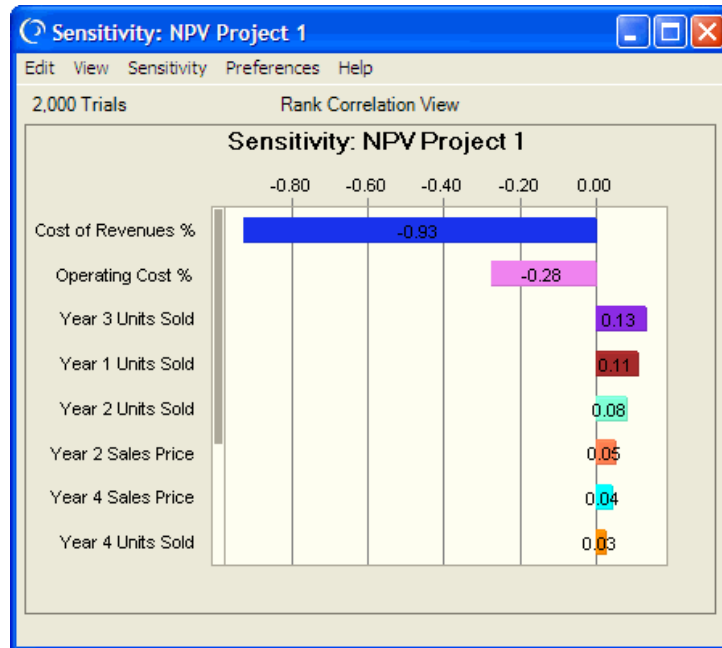 Sensitivity: NPV Project 1
Edit View Sensitivity Preferences Help
2,000 Trials Rank Correlation View
Sensitivity: NPV Project 1
-0.80 -0.60 -0.40 -0.20 0.00
Cost of Revenues % -0.93
Operating Cost % -0.28
Year 3 Units Sold 0.13
Year 1 Units Sold 0.11
Year 2 Units Sold 0.08
Year 2 Sales Price 0.05
Year 4 Sales Price 0.04
Year 4 Units Sold 0.03